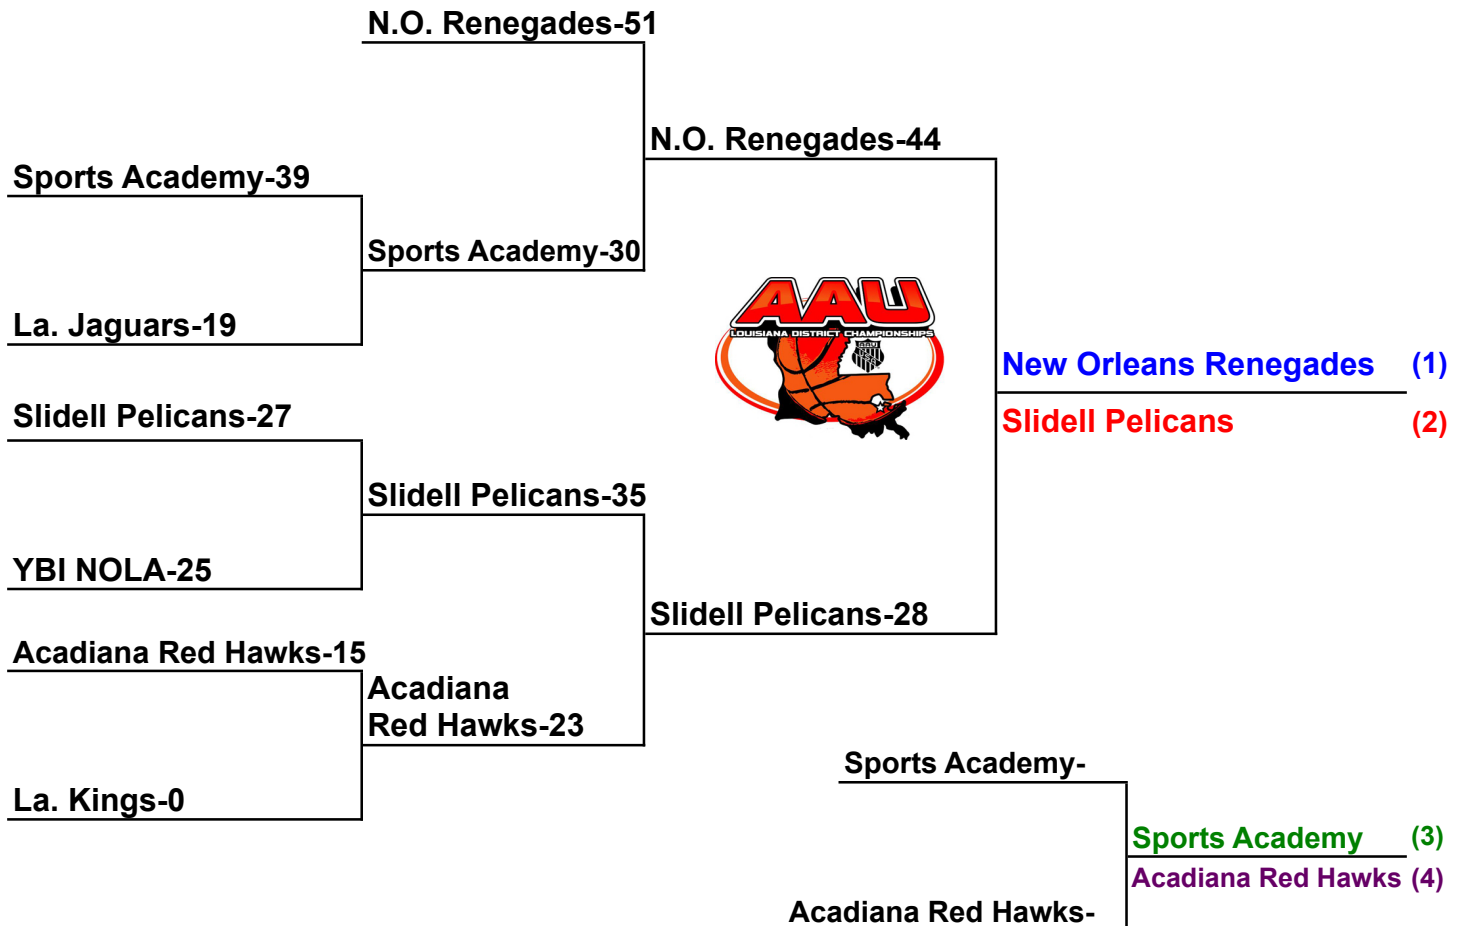 N.O. Renegades-51
N.O. Renegades-44
Sports Academy-39
Sports Academy-30
La. Jaguars-19
AAU
LOUISIANA DISTRICT CHAMPIONSHIPS
AAU
New Orleans Renegades (1)
Slidell Pelicans (2)
Slidell Pelicans-27
Slidell Pelicans-35
YBI NOLA-25
Slidell Pelicans-28
Acadiana Red Hawks-15
Acadiana
Red Hawks-23
La. Kings-0
Sports Academy-
Sports Academy (3)
Acadiana Red Hawks (4)
Acadiana Red Hawks-